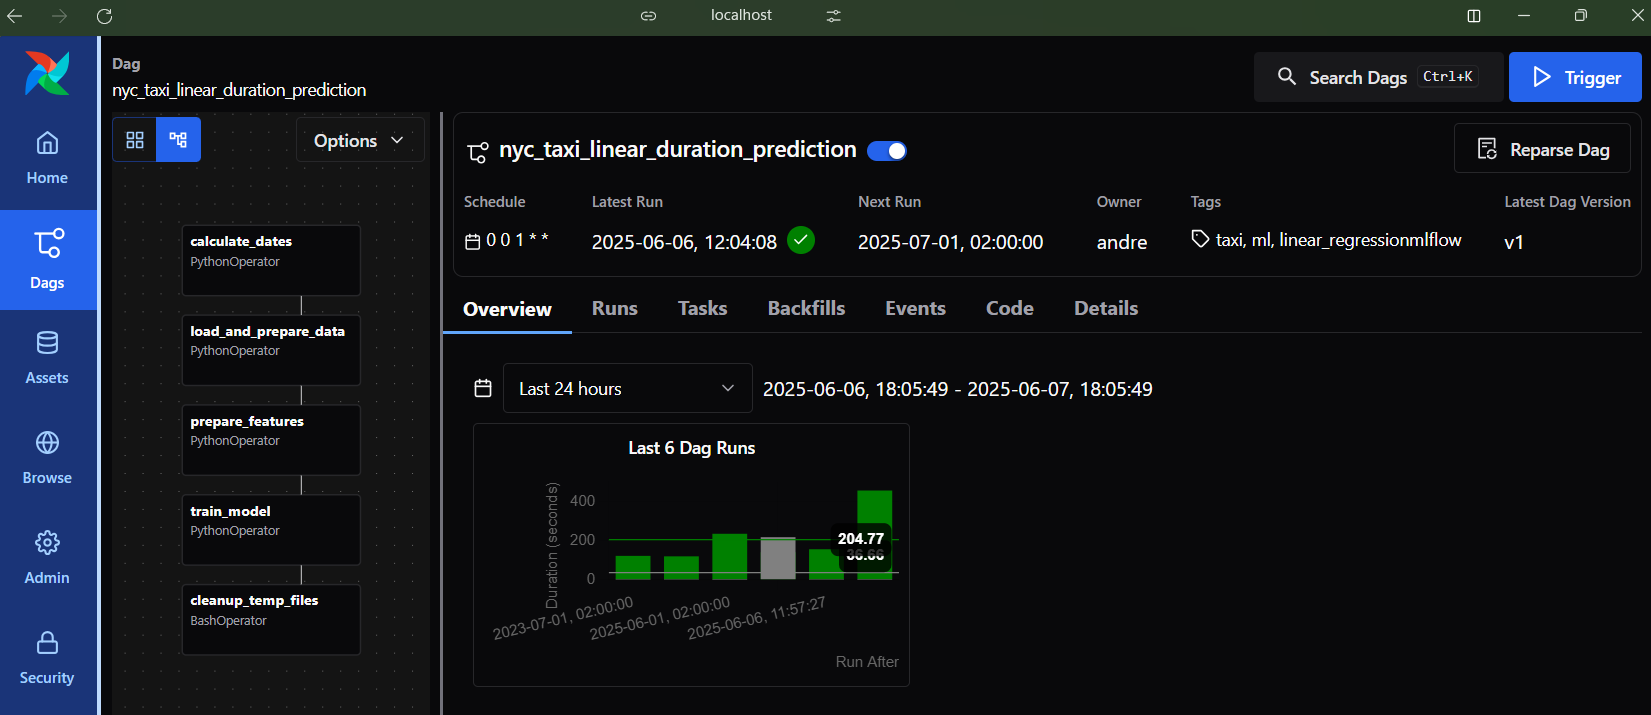 localhost
Dag
nyc_taxi_linear_duration_prediction
Search Dags Ctrl+K
Trigger
Home
Dags
Assets
Browse
Admin
Security
Options
calculate_dates
PythonOperator
load_and_prepare_data
PythonOperator
prepare_features
PythonOperator
train_model
PythonOperator
cleanup_temp_files
BashOperator
nyc_taxi_linear_duration_prediction
Reparse Dag
Schedule Latest Run Next Run Owner Tags Latest Dag Version
0 0 1 * * 2025-06-06, 12:04:08 2025-07-01, 02:00:00 andre taxi, ml, linear_regressionmlflow v1
Overview Runs Tasks Backfills Events Code Details
Last 24 hours 2025-06-06, 18:05:49 - 2025-06-07, 18:05:49
Last 6 Dag Runs
Duration (seconds)
400
200
0
204.77
36.66
2023-07-01, 02:00:00
2025-06-01, 02:00:00
2025-06-06, 11:57:27
Run After